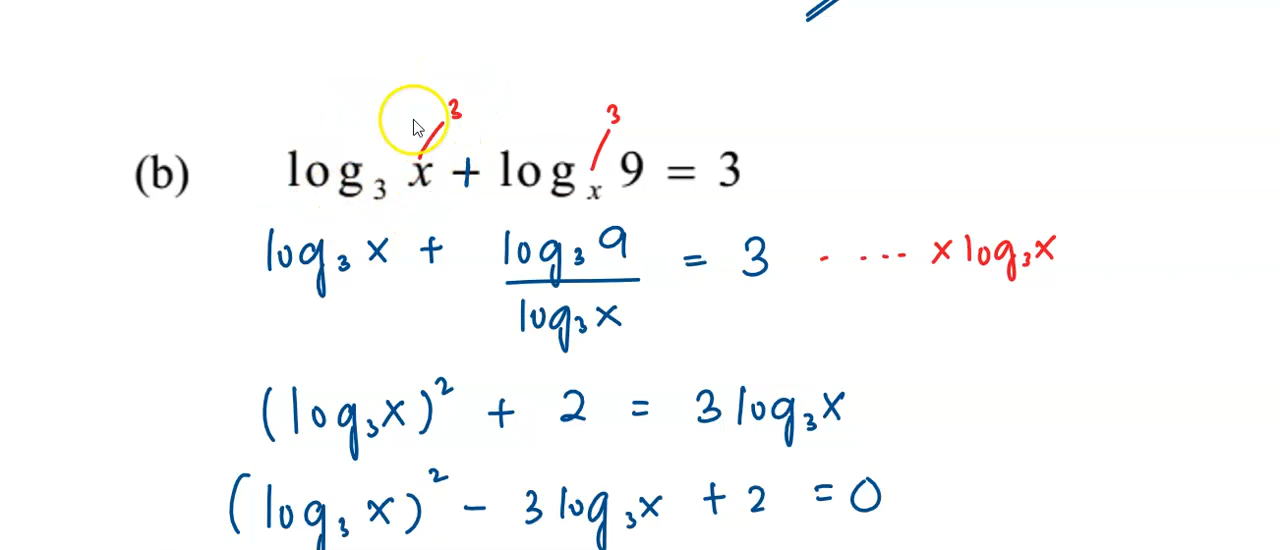 3 3
(b) log₃ x + logₓ 9 = 3
log₃ x + log₃ 9 / log₃ x = 3 ..... × log₃ x
(log₃ x)² + 2 = 3 log₃ x
(log₃ x)² - 3 log₃ x + 2 = 0